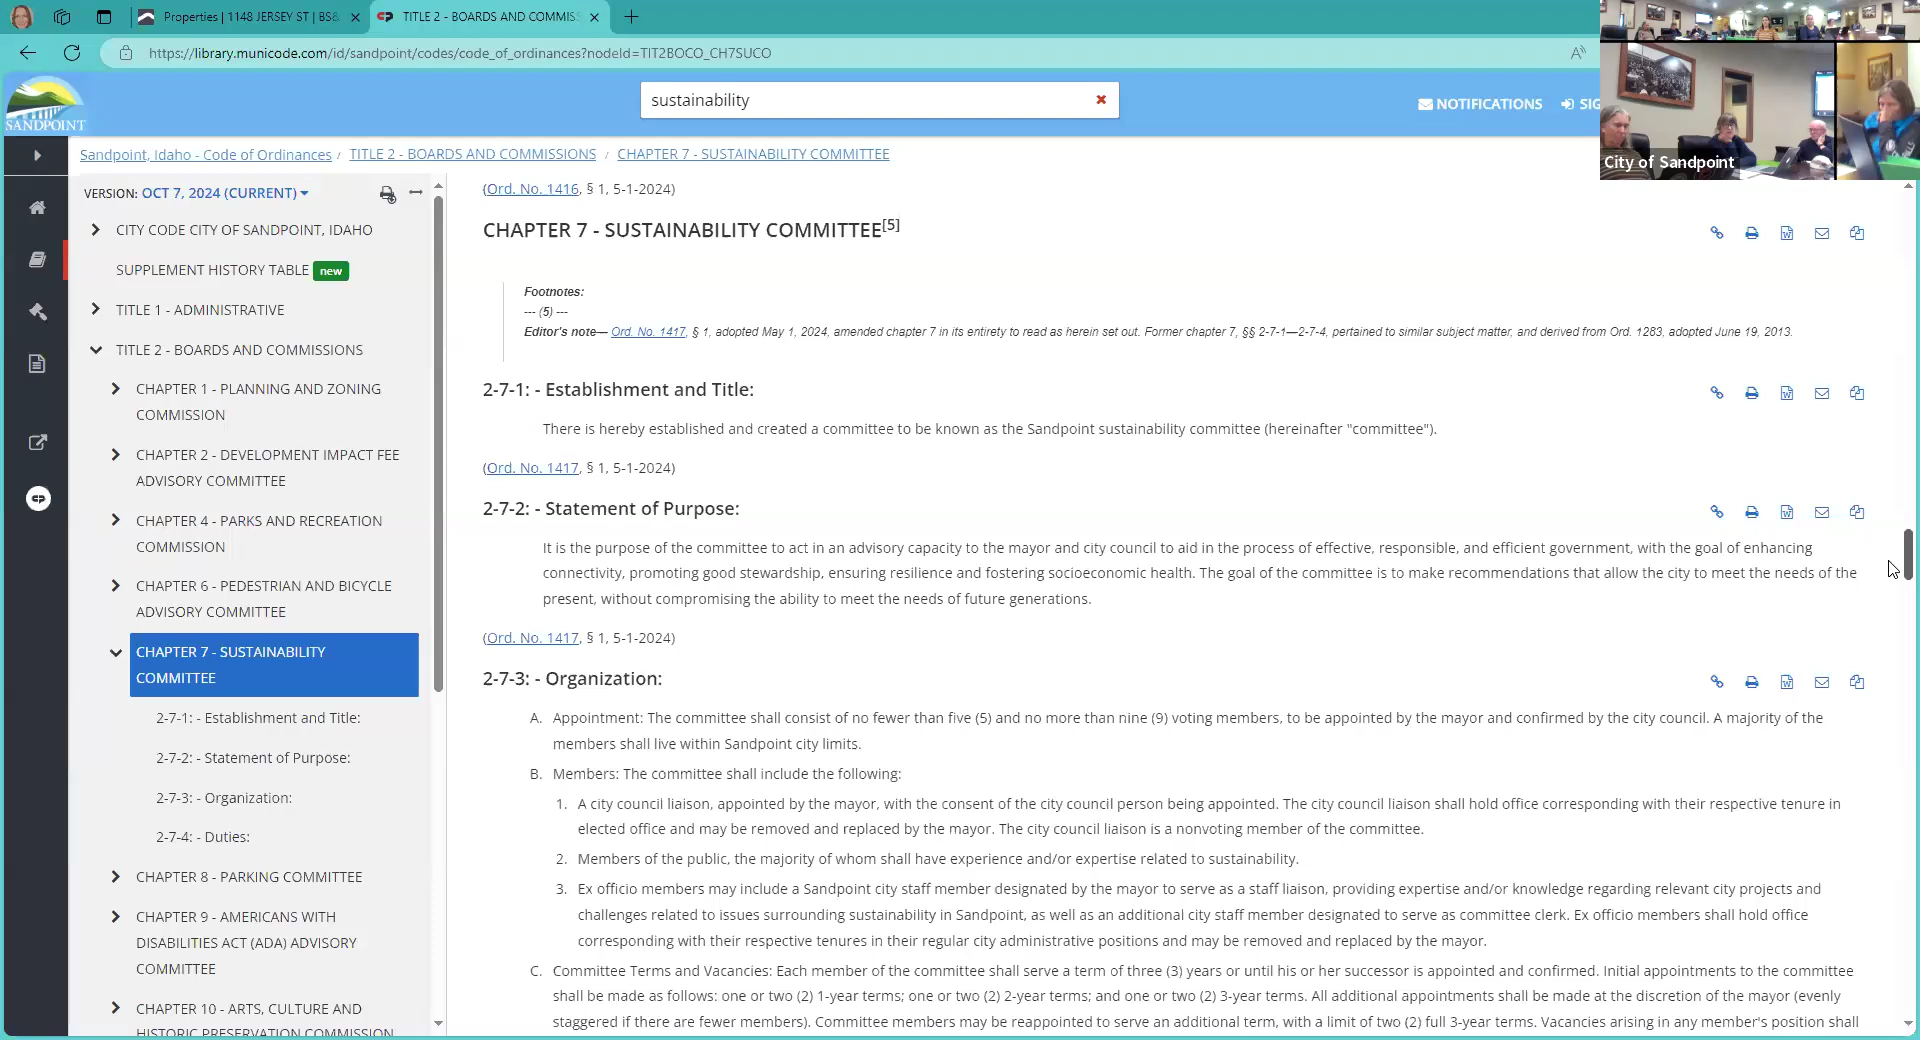 Properties | 1148 JERSEY ST | BS&
TITLE 2 - BOARDS AND COMMISS
https://library.municode.com/id/sandpoint/codes/code_of_ordinances?nodeId=TIT2BOCO_CH7SUCO
SANDPOINT
sustainability
NOTIFICATIONS
SIG
City of Sandpoint
Sandpoint, Idaho - Code of Ordinances / TITLE 2 - BOARDS AND COMMISSIONS / CHAPTER 7 - SUSTAINABILITY COMMITTEE
VERSION: OCT 7, 2024 (CURRENT)
CITY CODE CITY OF SANDPOINT, IDAHO
SUPPLEMENT HISTORY TABLE new
TITLE 1 - ADMINISTRATIVE
TITLE 2 - BOARDS AND COMMISSIONS
CHAPTER 1 - PLANNING AND ZONING
COMMISSION
CHAPTER 2 - DEVELOPMENT IMPACT FEE
ADVISORY COMMITTEE
CHAPTER 4 - PARKS AND RECREATION
COMMISSION
CHAPTER 6 - PEDESTRIAN AND BICYCLE
ADVISORY COMMITTEE
CHAPTER 7 - SUSTAINABILITY
COMMITTEE
2-7-1: - Establishment and Title:
2-7-2: - Statement of Purpose:
2-7-3: - Organization:
2-7-4: - Duties:
CHAPTER 8 - PARKING COMMITTEE
CHAPTER 9 - AMERICANS WITH
DISABILITIES ACT (ADA) ADVISORY
COMMITTEE
CHAPTER 10 - ARTS, CULTURE AND
HISTORIC PRESERVATION COMMISSION
(Ord. No. 1416, § 1, 5-1-2024)
CHAPTER 7 - SUSTAINABILITY COMMITTEE[5]
Footnotes:
--- (5) ---
Editor's note— Ord. No. 1417, § 1, adopted May 1, 2024, amended chapter 7 in its entirety to read as herein set out. Former chapter 7, §§ 2-7-1—2-7-4, pertained to similar subject matter, and derived from Ord. 1283, adopted June 19, 2013.
2-7-1: - Establishment and Title:
There is hereby established and created a committee to be known as the Sandpoint sustainability committee (hereinafter "committee").
(Ord. No. 1417, § 1, 5-1-2024)
2-7-2: - Statement of Purpose:
It is the purpose of the committee to act in an advisory capacity to the mayor and city council to aid in the process of effective, responsible, and efficient government, with the goal of enhancing
connectivity, promoting good stewardship, ensuring resilience and fostering socioeconomic health. The goal of the committee is to make recommendations that allow the city to meet the needs of the
present, without compromising the ability to meet the needs of future generations.
(Ord. No. 1417, § 1, 5-1-2024)
2-7-3: - Organization:
A. Appointment: The committee shall consist of no fewer than five (5) and no more than nine (9) voting members, to be appointed by the mayor and confirmed by the city council. A majority of the
members shall live within Sandpoint city limits.
B. Members: The committee shall include the following:
1. A city council liaison, appointed by the mayor, with the consent of the city council person being appointed. The city council liaison shall hold office corresponding with their respective tenure in
elected office and may be removed and replaced by the mayor. The city council liaison is a nonvoting member of the committee.
2. Members of the public, the majority of whom shall have experience and/or expertise related to sustainability.
3. Ex officio members may include a Sandpoint city staff member designated by the mayor to serve as a staff liaison, providing expertise and/or knowledge regarding relevant city projects and
challenges related to issues surrounding sustainability in Sandpoint, as well as an additional city staff member designated to serve as committee clerk. Ex officio members shall hold office
corresponding with their respective tenures in their regular city administrative positions and may be removed and replaced by the mayor.
C. Committee Terms and Vacancies: Each member of the committee shall serve a term of three (3) years or until his or her successor is appointed and confirmed. Initial appointments to the committee
shall be made as follows: one or two (2) 1-year terms; one or two (2) 2-year terms; and one or two (2) 3-year terms. All additional appointments shall be made at the discretion of the mayor (evenly
staggered if there are fewer members). Committee members may be reappointed to serve an additional term, with a limit of two (2) full 3-year terms. Vacancies arising in any member's position shall